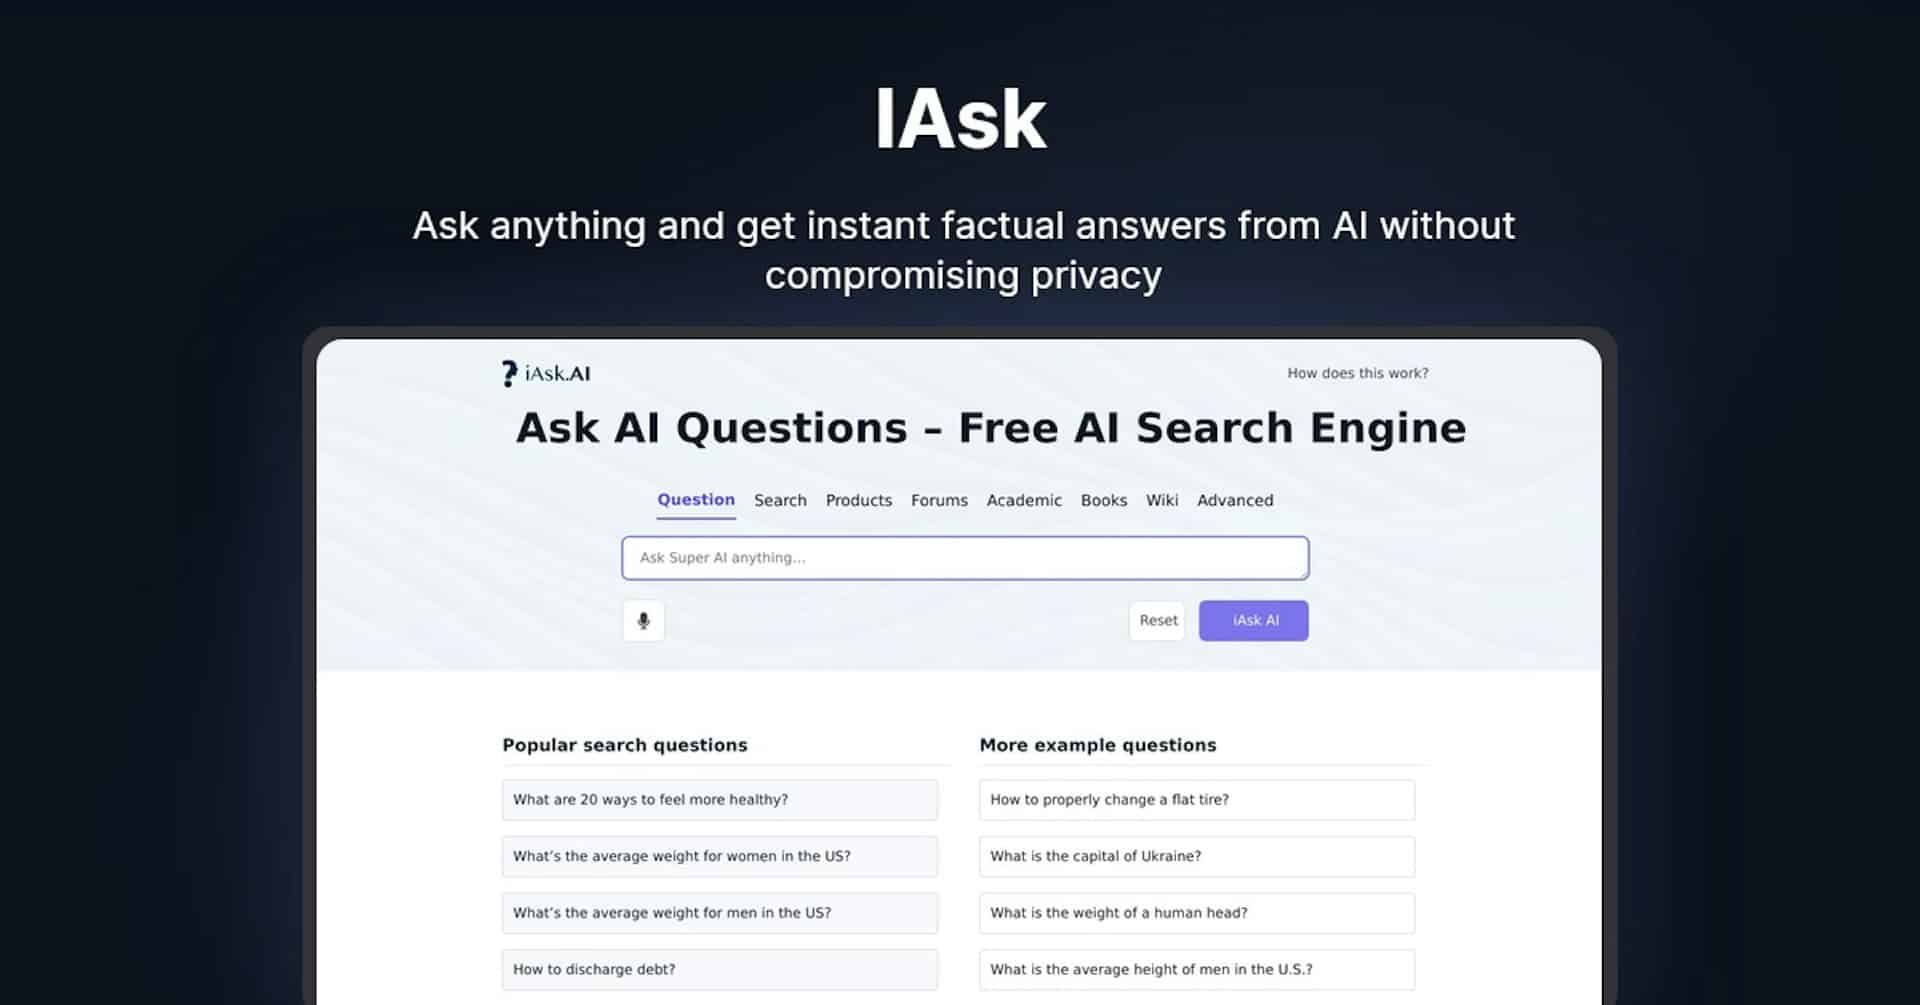 IAsk
Ask anything and get instant factual answers from AI without
compromising privacy
iAsk.AI
How does this work?
Ask AI Questions – Free AI Search Engine
Question Search Products Forums Academic Books Wiki Advanced
Ask Super AI anything...
Reset
iAsk AI
Popular search questions
What are 20 ways to feel more healthy?
What’s the average weight for women in the US?
What’s the average weight for men in the US?
How to discharge debt?
More example questions
How to properly change a flat tire?
What is the capital of Ukraine?
What is the weight of a human head?
What is the average height of men in the U.S.?